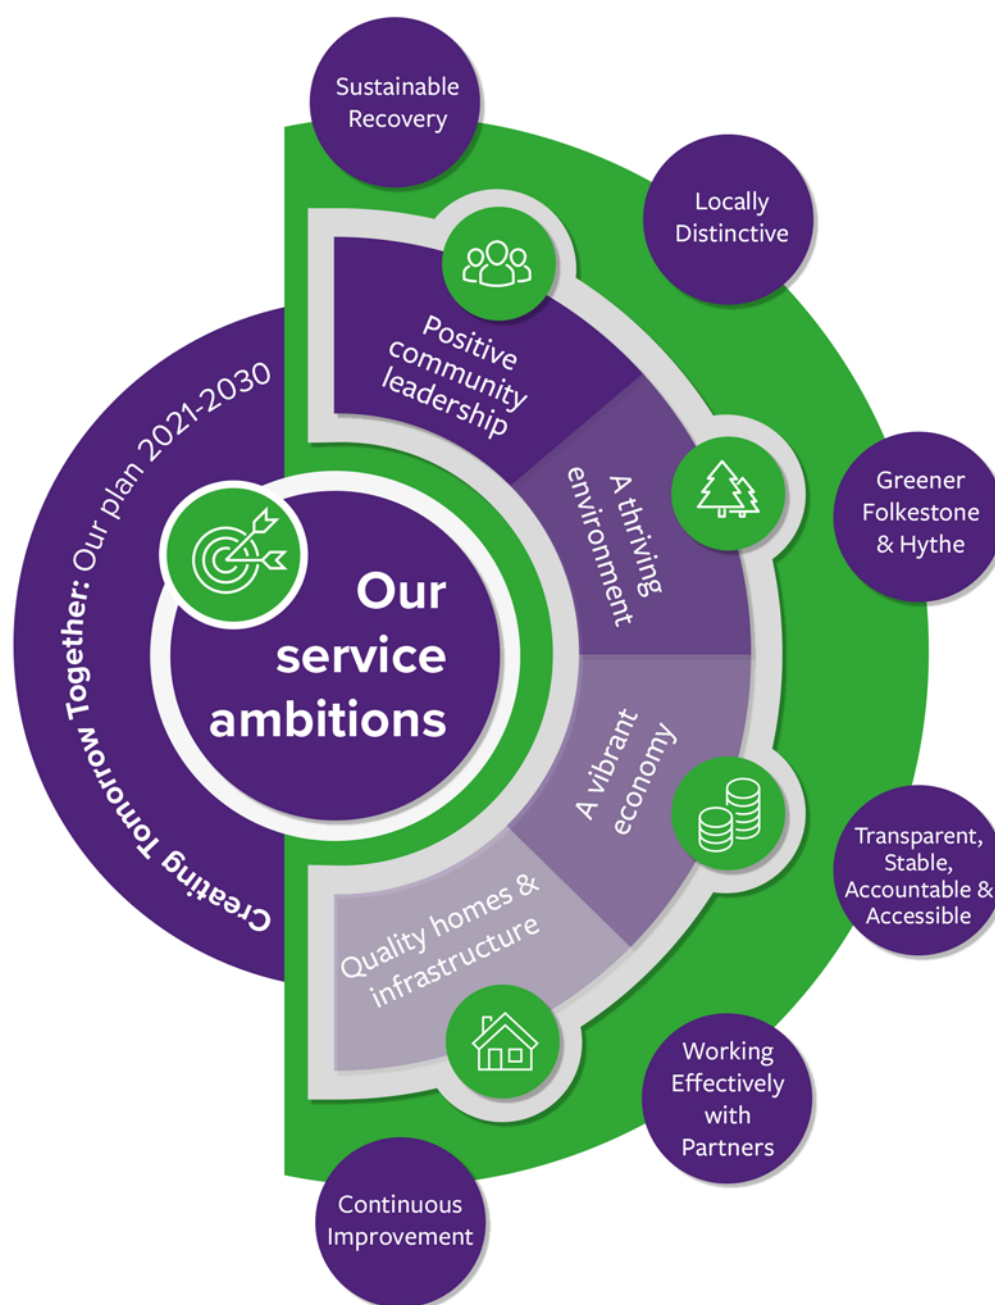 Sustainable
Recovery
Locally
Distinctive
Positive
community
leadership
Creating Tomorrow Together: Our plan 2021-2030
A thriving
environment
Greener
Folkestone
& Hythe
Our
service
ambitions
A vibrant
economy
Transparent,
Stable,
Accountable &
Accessible
Quality homes &
infrastructure
Working
Effectively
with
Partners
Continuous
Improvement